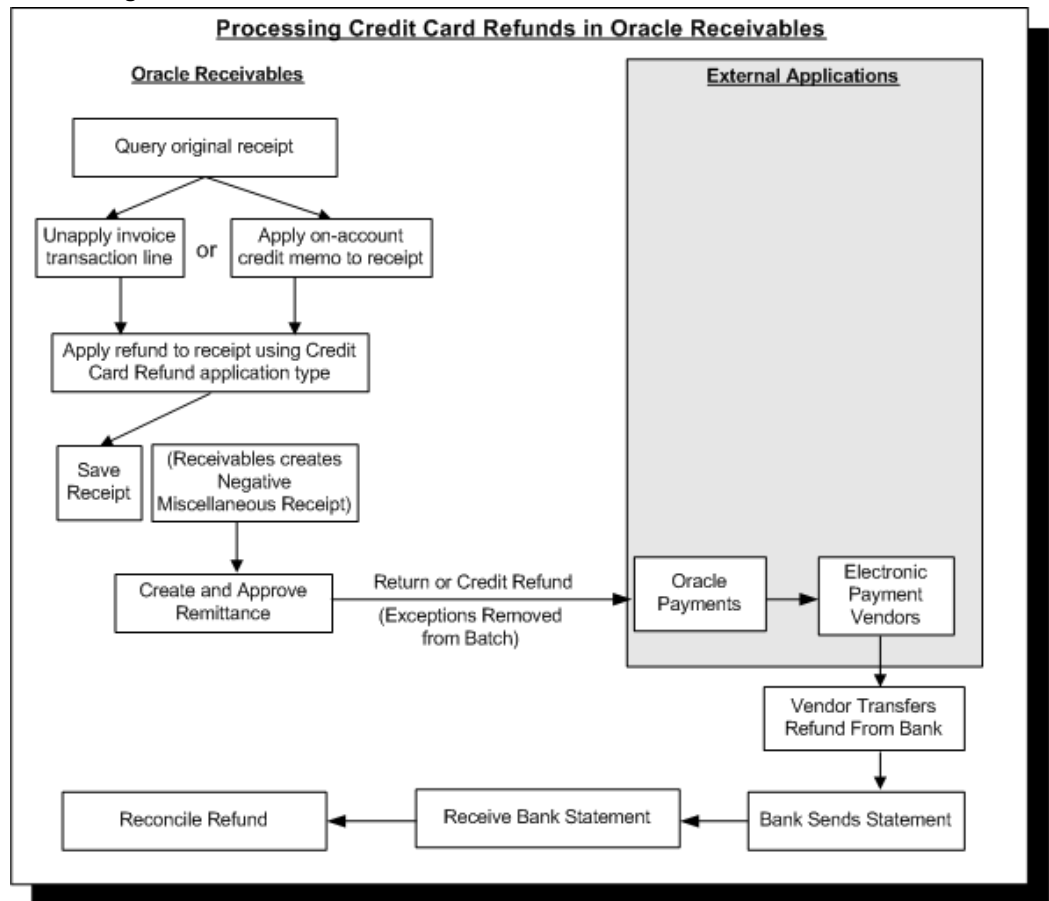 Processing Credit Card Refunds in Oracle Receivables
Oracle Receivables
External Applications
Query original receipt
Unapply invoice
transaction line
or
Apply on-account
credit memo to receipt
Apply refund to receipt using Credit
Card Refund application type
Save
Receipt
(Receivables creates
Negative
Miscellaneous Receipt)
Create and Approve
Remittance
Return or Credit Refund
(Exceptions Removed
from Batch)
Oracle
Payments
Electronic
Payment
Vendors
Vendor Transfers
Refund From Bank
Bank Sends Statement
Receive Bank Statement
Reconcile Refund